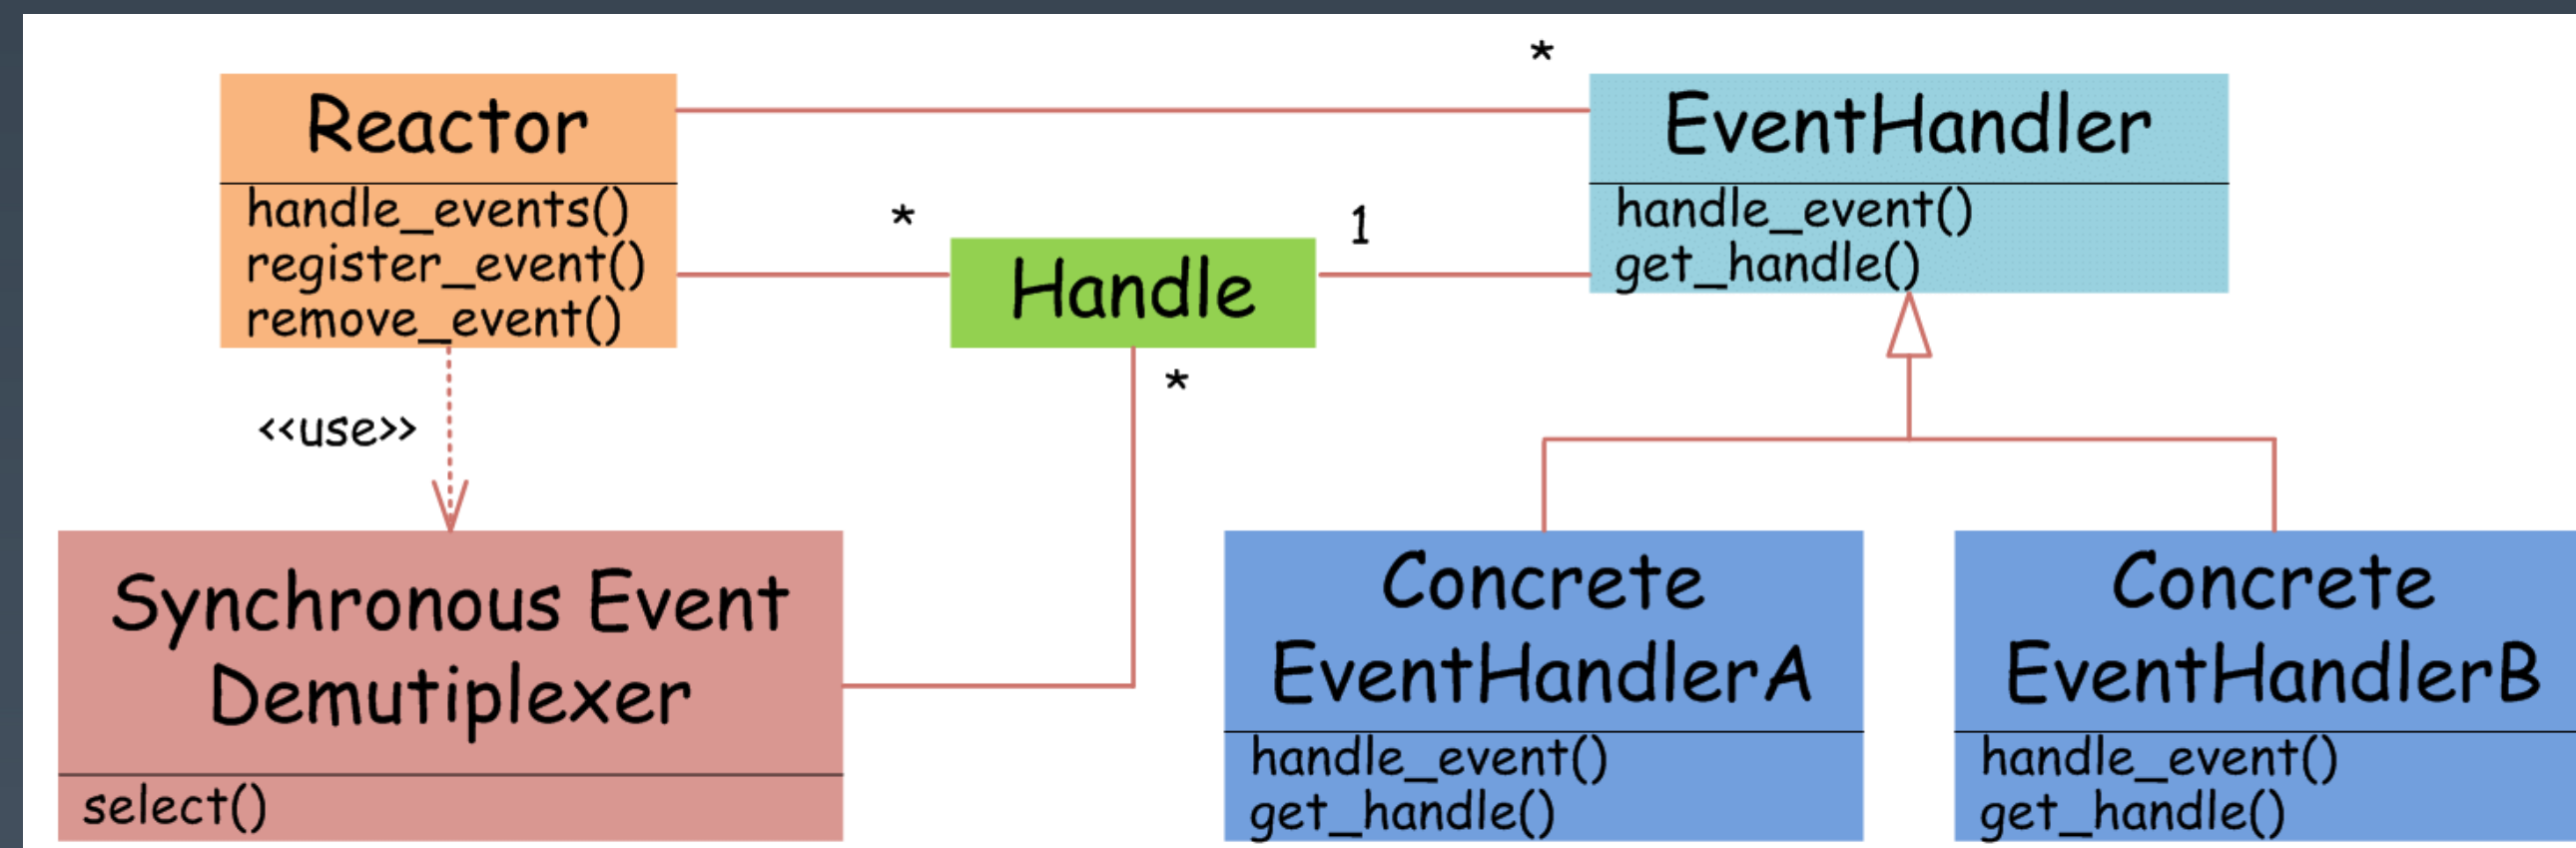 *
Reactor
EventHandler
handle_events()
register_event()
remove_event()
handle_event()
get_handle()
*
1
Handle
*
<<use>>
Synchronous Event
Demutiplexer
select()
Concrete
EventHandlerA
handle_event()
get_handle()
Concrete
EventHandlerB
handle_event()
get_handle()